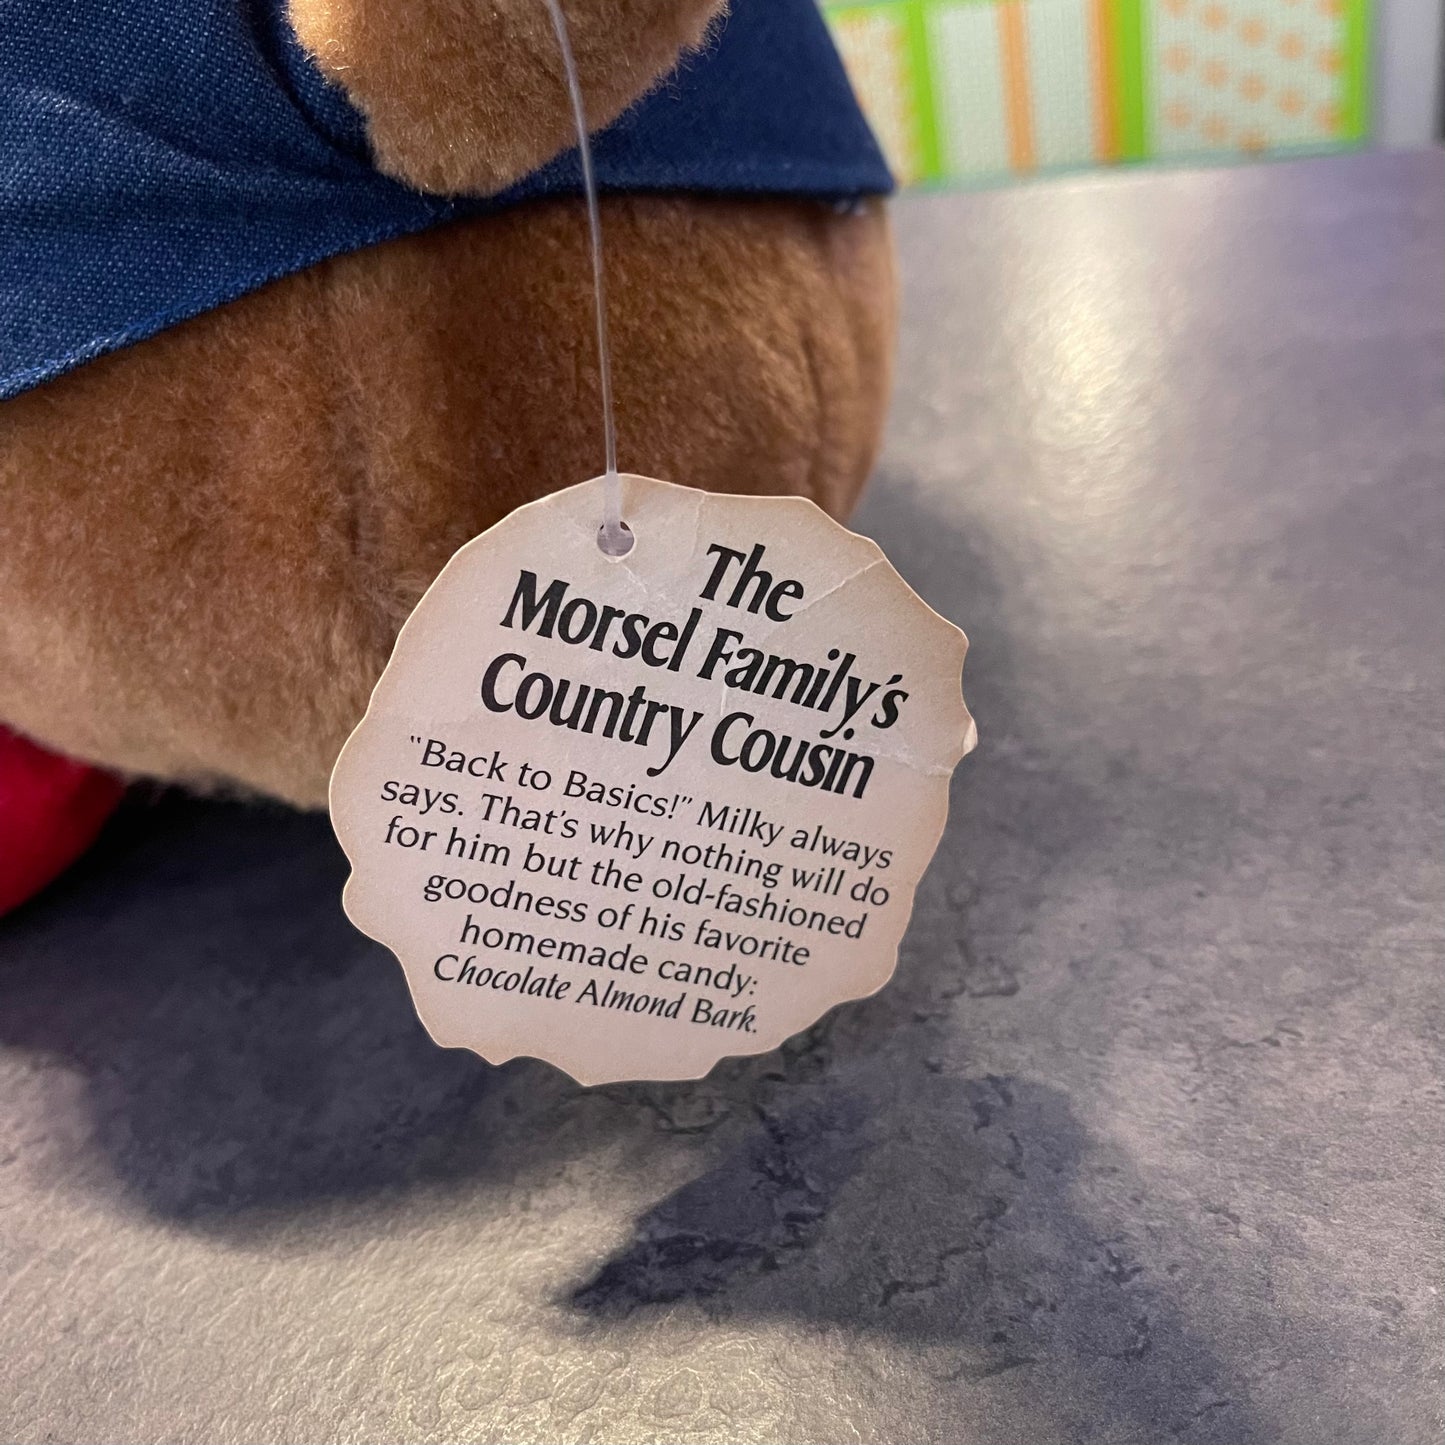 The
Morsel Family's
Country Cousin
"Back to Basics!" Milky always
says. That's why nothing will do
for him but the old-fashioned
goodness of his favorite
homemade candy:
Chocolate Almond Bark.